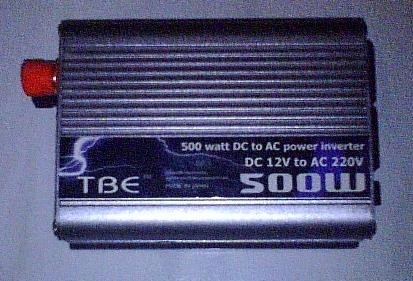 500 watt DC to AC power inverter
DC 12V to AC 220V
TBE
500W